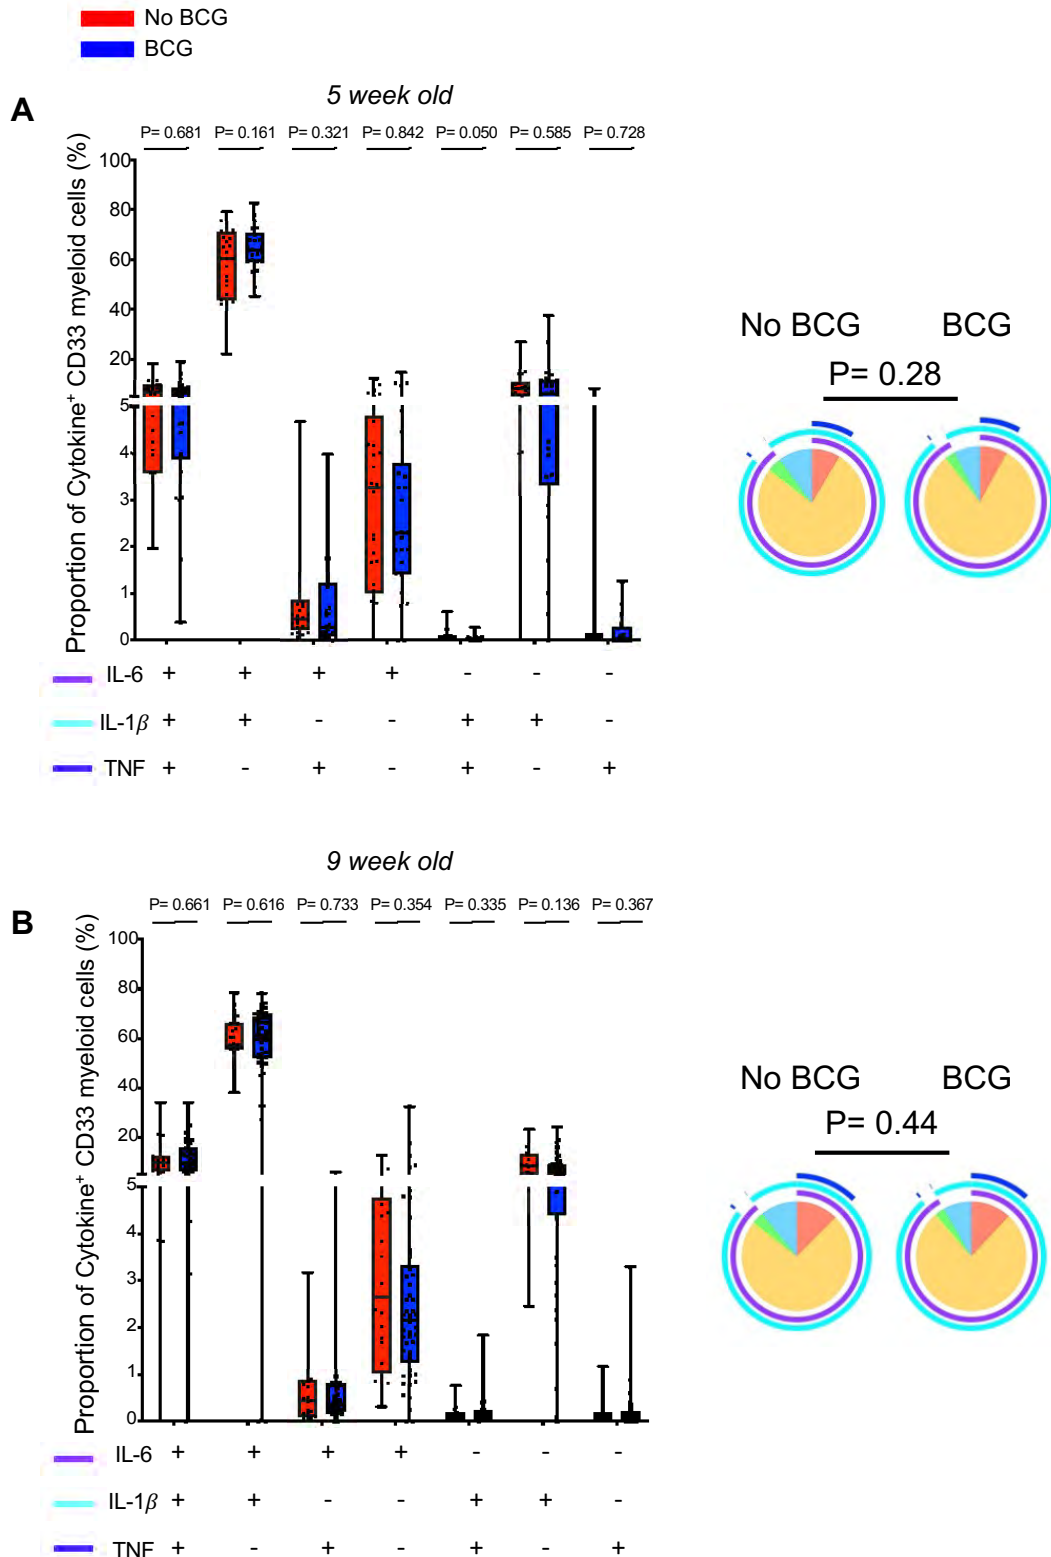 No BCG
BCG
A
5 week old
P= 0.681 P= 0.161 P= 0.321 P= 0.842 P= 0.050 P= 0.585 P= 0.728
Proportion of Cytokine⁺ CD33 myeloid cells (%)
100
80
60
40
20
5
4
3
2
1
0
IL-6 + + + + - - -
IL-1β + + - - + + -
TNF + - + - + - +
No BCG BCG
P= 0.28
B
9 week old
P= 0.661 P= 0.616 P= 0.733 P= 0.354 P= 0.335 P= 0.136 P= 0.367
Proportion of Cytokine⁺ CD33 myeloid cells (%)
100
80
60
40
20
5
4
3
2
1
0
IL-6 + + + + - - -
IL-1β + + - - + + -
TNF + - + - + - +
No BCG BCG
P= 0.44